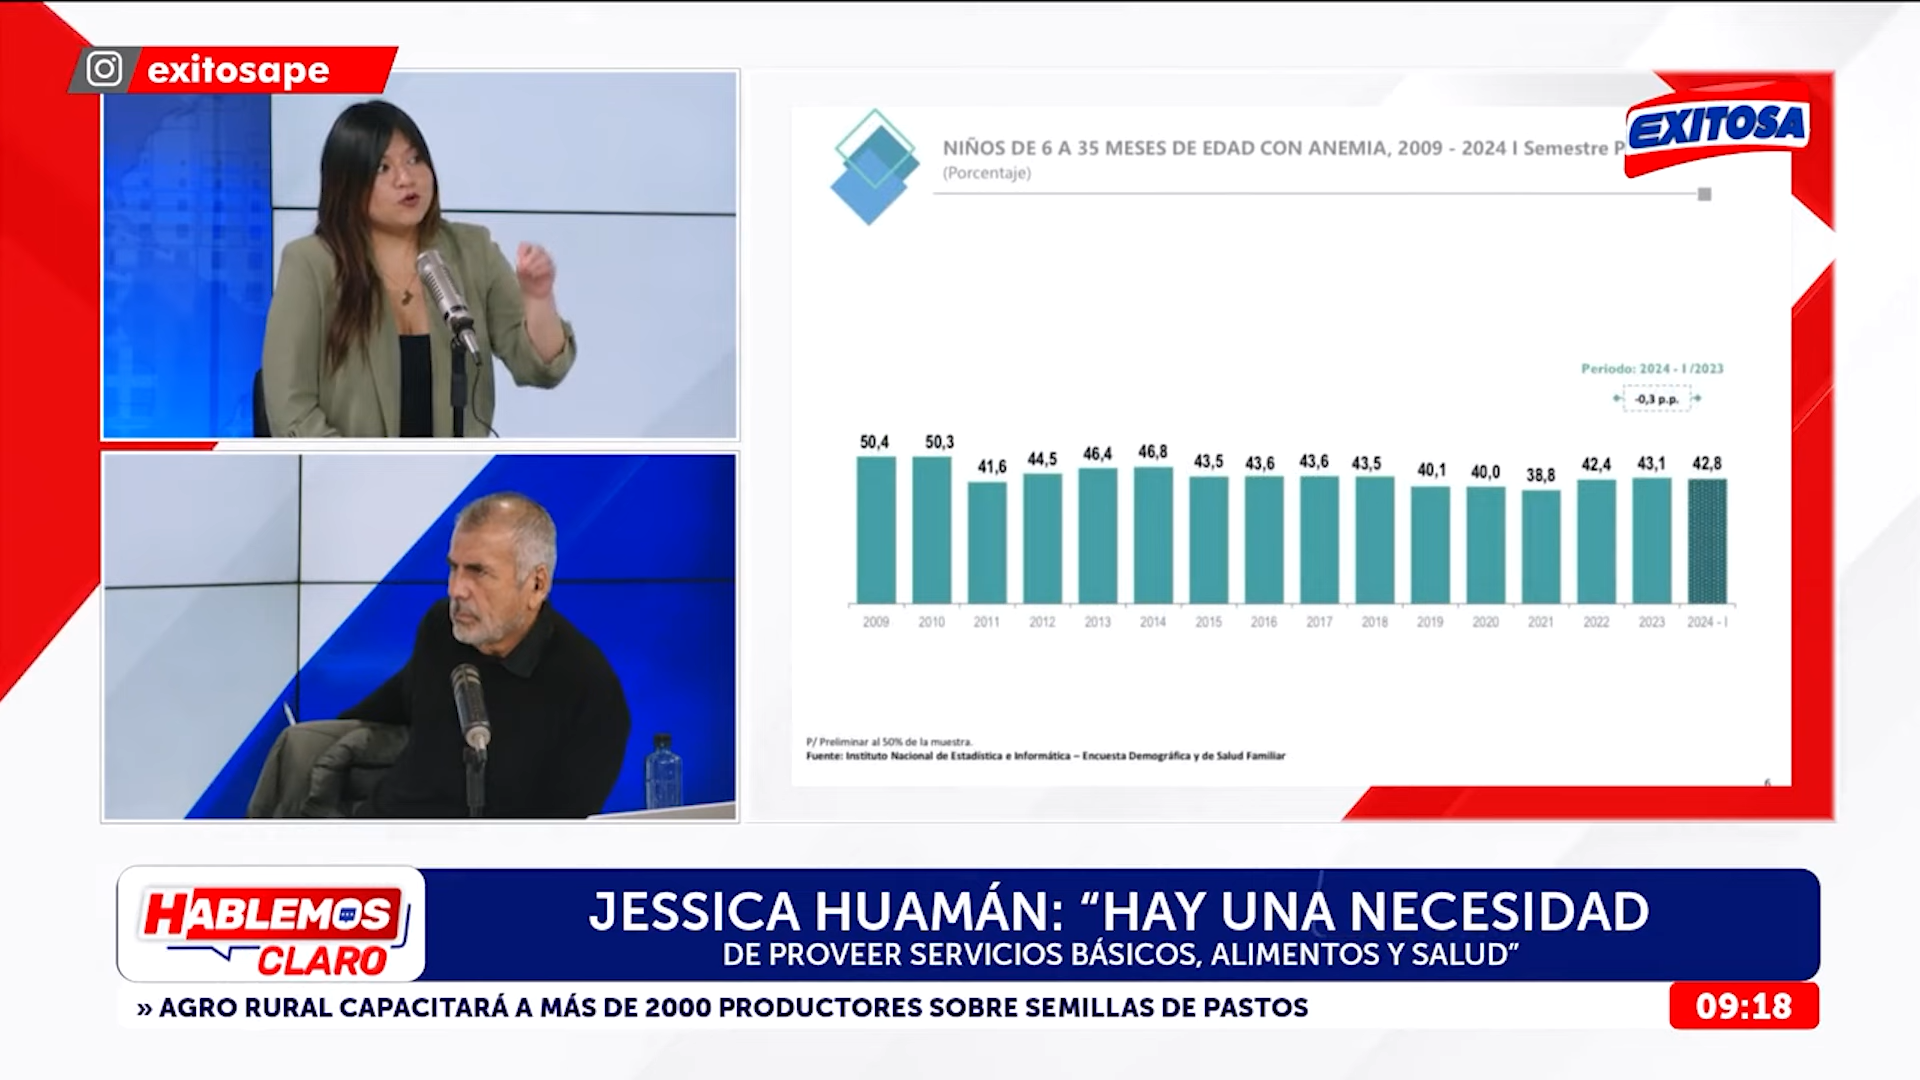 exitosape
EXITOSA
NIÑOS DE 6 A 35 MESES DE EDAD CON ANEMIA, 2009 - 2024 I Semestre
(Porcentaje)
Periodo: 2024 - I /2023
-0,3 p.p.
50,4 50,3 41,6 44,5 46,4 46,8 43,5 43,6 43,6 43,5 40,1 40,0 38,8 42,4 43,1 42,8
2009 2010 2011 2012 2013 2014 2015 2016 2017 2018 2019 2020 2021 2022 2023 2024 - I
P/ Preliminar al 50% de la muestra.
Fuente: Instituto Nacional de Estadística e Informática – Encuesta Demográfica y de Salud Familiar
HABLEMOS
CLARO
JESSICA HUAMÁN: “HAY UNA NECESIDAD
DE PROVEER SERVICIOS BÁSICOS, ALIMENTOS Y SALUD”
» AGRO RURAL CAPACITARÁ A MÁS DE 2000 PRODUCTORES SOBRE SEMILLAS DE PASTOS
09:18